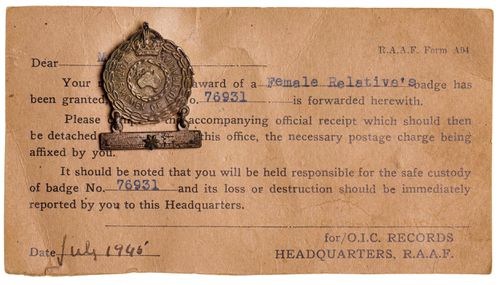 R.A.A.F. Form A94
Dear M
Your award of a Female Relative's badge has
been granted, o. 76931 is forwarded herewith.
Please accompanying official receipt which should then
be detached this office, the necessary postage charge being
affixed by you.
It should be noted that you will be held responsible for the safe custody
of badge No. 76931 and its loss or destruction should be immediately
reported by you to this Headquarters.
for/O.I.C. RECORDS
Date July 1945 HEADQUARTERS, R.A.A.F.